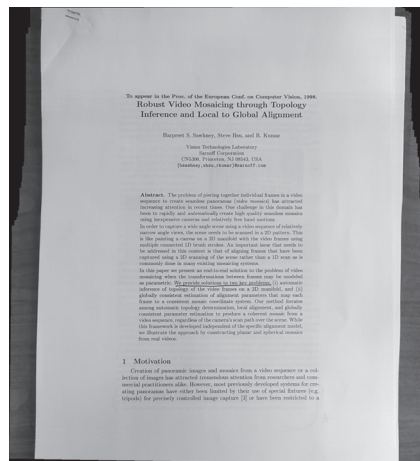 To appear in the Proc. of the European Conf. on Computer Vision, 1998.
Robust Video Mosaicing through Topology
Inference and Local to Global Alignment
Harpreet S. Sawhney, Steve Hsu, and R. Kumar
Vision Technologies Laboratory
Sarnoff Corporation
CN5300, Princeton, NJ 08543, USA
{hsawhney,shsu,rkumar}@sarnoff.com
Abstract. The problem of piecing together individual frames in a video
sequence to create seamless panoramas (video mosaics) has attracted
increasing attention in recent times. One challenge in this domain has
been to rapidly and automatically create high quality seamless mosaics
using inexpensive cameras and relatively free hand motions.
In order to capture a wide angle scene using a video sequence of relatively
narrow angle views, the scene needs to be scanned in a 2D pattern. This
is like painting a canvas on a 2D manifold with the video frames using
multiple connected 1D brush strokes. An important issue that needs to
be addressed in this context is that of aligning frames that have been
captured using a 2D scanning of the scene rather than a 1D scan as is
commonly done in many existing mosaicing systems.
In this paper we present an end-to-end solution to the problem of video
mosaicing when the transformations between frames may be modeled
as parametric. We provide solutions to two key problems: (i) automatic
inference of topology of the video frames on a 2D manifold, and (ii)
globally consistent estimation of alignment parameters that map each
frame to a consistent mosaic coordinate system. Our method iterates
among automatic topology determination, local alignment, and globally
consistent parameter estimation to produce a coherent mosaic from a
video sequence, regardless of the camera's scan path over the scene. While
this framework is developed independent of the specific alignment model,
we illustrate the approach by constructing planar and spherical mosaics
from real videos.
1 Motivation
Creation of panoramic images and mosaics from a video sequence or a col-
lection of images has attracted tremendous attention from researchers and com-
mercial practitioners alike. However, most previously developed systems for cre-
ating panoramas have either been limited by their use of special fixtures (e.g.
tripods) for precisely controlled image capture [3] or have been restricted to a